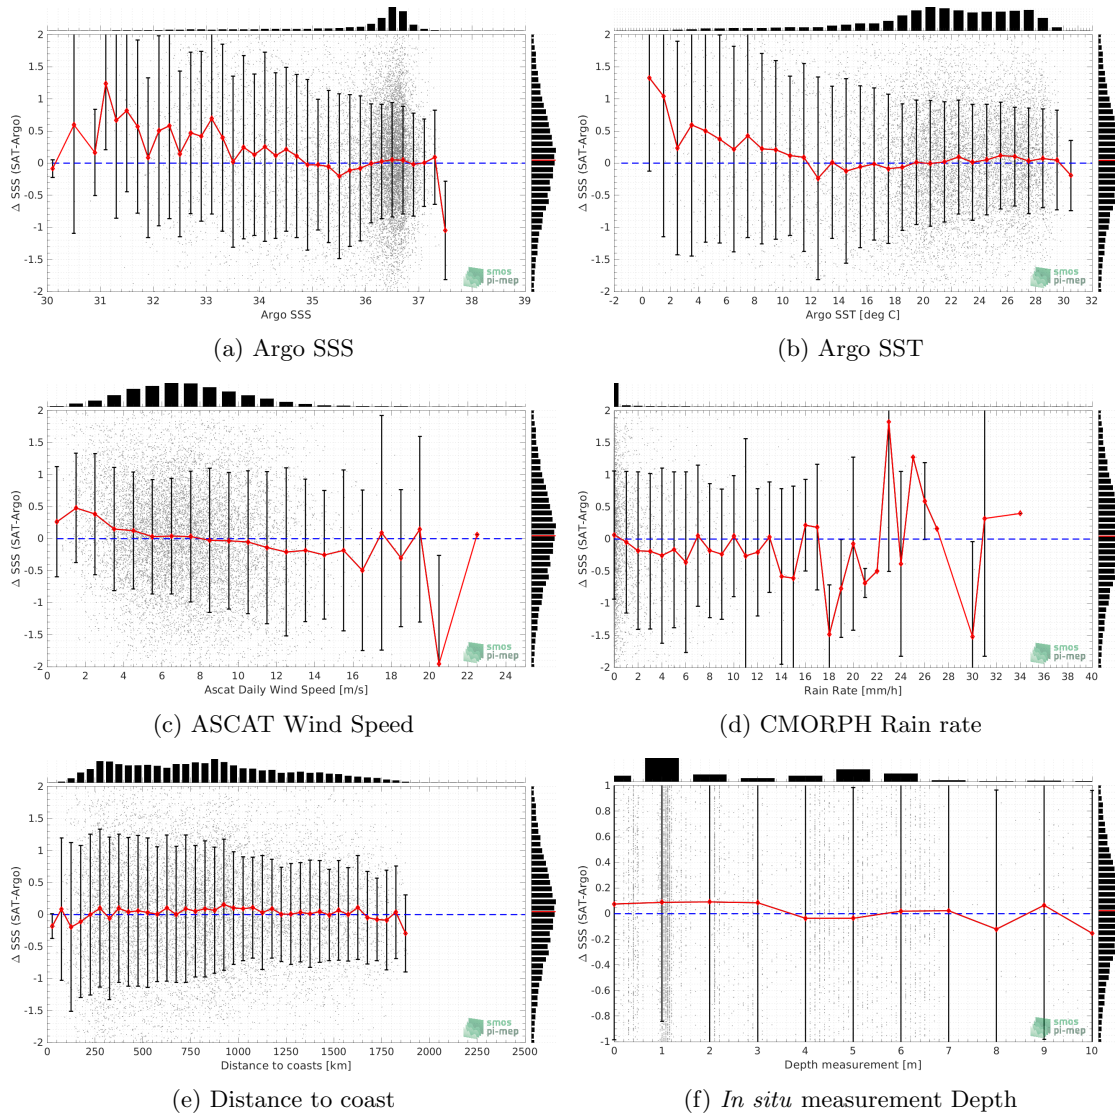 2
1.5
1
0.5
0
-0.5
-1
-1.5
-2
Δ SSS (SAT-Argo)
30 31 32 33 34 35 36 37 38 39
Argo SSS
smos
pi-mep
(a) Argo SSS
2
1.5
1
0.5
0
-0.5
-1
-1.5
-2
Δ SSS (SAT-Argo)
-2 0 2 4 6 8 10 12 14 16 18 20 22 24 26 28 30 32
Argo SST [deg C]
smos
pi-mep
(b) Argo SST
2
1.5
1
0.5
0
-0.5
-1
-1.5
-2
Δ SSS (SAT-Argo)
0 2 4 6 8 10 12 14 16 18 20 22 24
Ascat Daily Wind Speed [m/s]
smos
pi-mep
(c) ASCAT Wind Speed
2
1.5
1
0.5
0
-0.5
-1
-1.5
-2
Δ SSS (SAT-Argo)
0 2 4 6 8 10 12 14 16 18 20 22 24 26 28 30 32 34 36 38 40
Rain Rate [mm/h]
smos
pi-mep
(d) CMORPH Rain rate
2
1.5
1
0.5
0
-0.5
-1
-1.5
-2
Δ SSS (SAT-Argo)
0 250 500 750 1000 1250 1500 1750 2000 2250 2500
Distance to coasts [km]
smos
pi-mep
(e) Distance to coast
1
0.8
0.6
0.4
0.2
0
-0.2
-0.4
-0.6
-0.8
-1
Δ SSS (SAT-Argo)
0 1 2 3 4 5 6 7 8 9 10
Depth measurement [m]
smos
pi-mep
(f) In situ measurement Depth